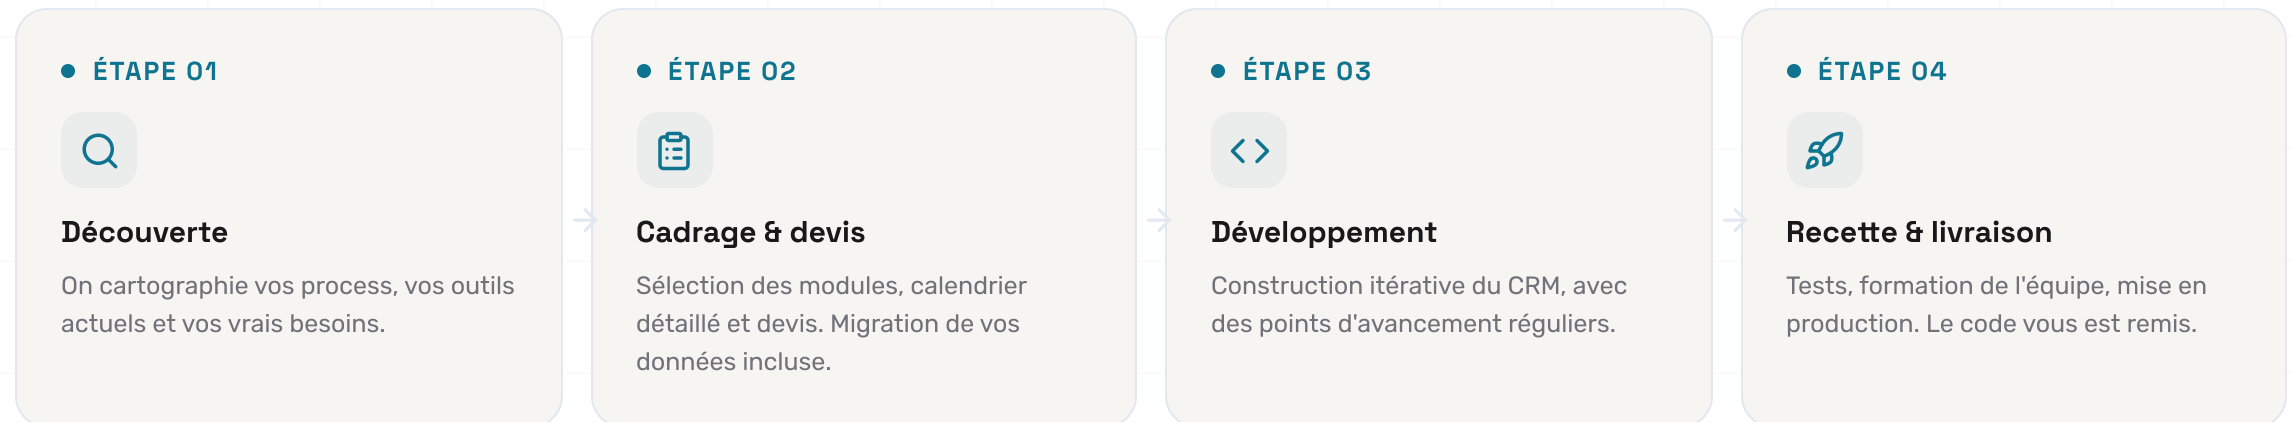 ÉTAPE 01
Découverte
On cartographie vos process, vos outils
actuels et vos vrais besoins.
ÉTAPE 02
Cadrage & devis
Sélection des modules, calendrier
détaillé et devis. Migration de vos
données incluse.
ÉTAPE 03
Développement
Construction itérative du CRM, avec
des points d'avancement réguliers.
ÉTAPE 04
Recette & livraison
Tests, formation de l'équipe, mise en
production. Le code vous est remis.